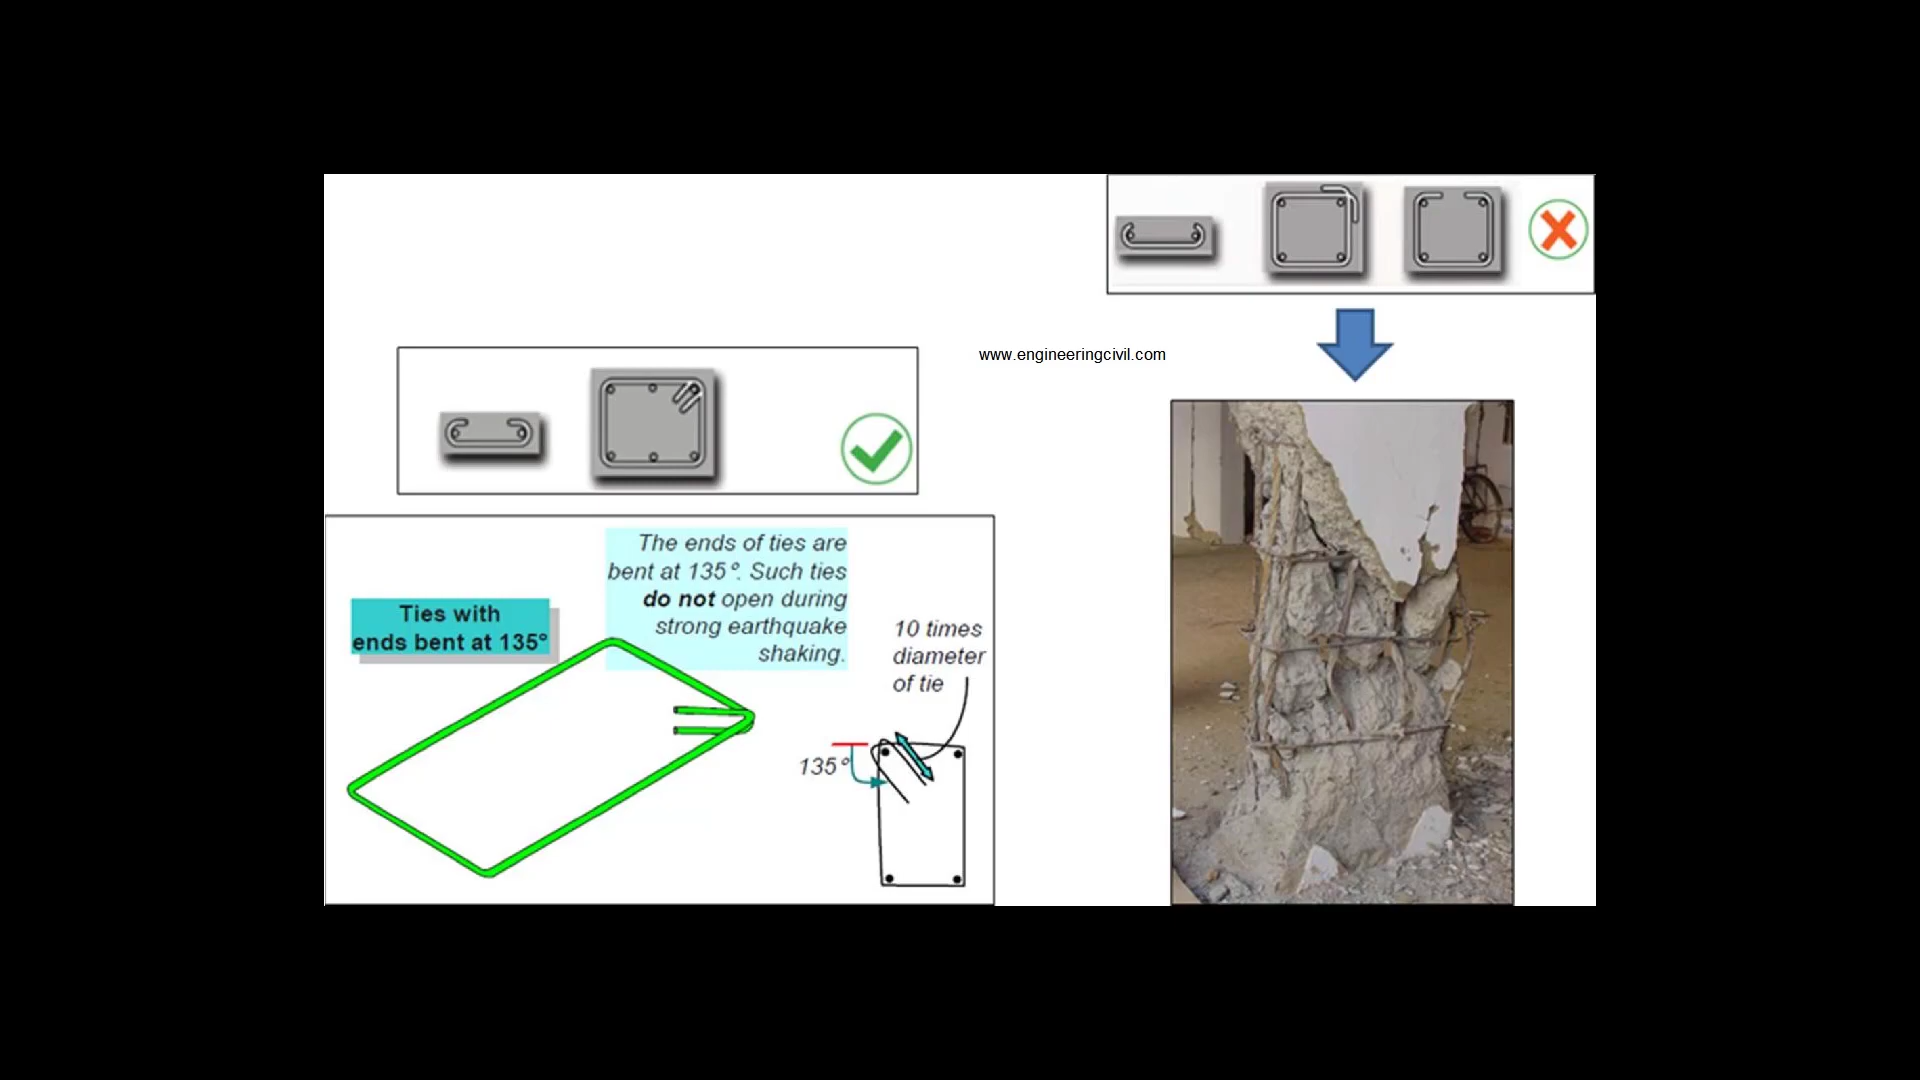 www.engineeringcivil.com
The ends of ties are
bent at 135°. Such ties
do not open during
strong earthquake
shaking.
Ties with
ends bent at 135°
10 times
diameter
of tie
135°